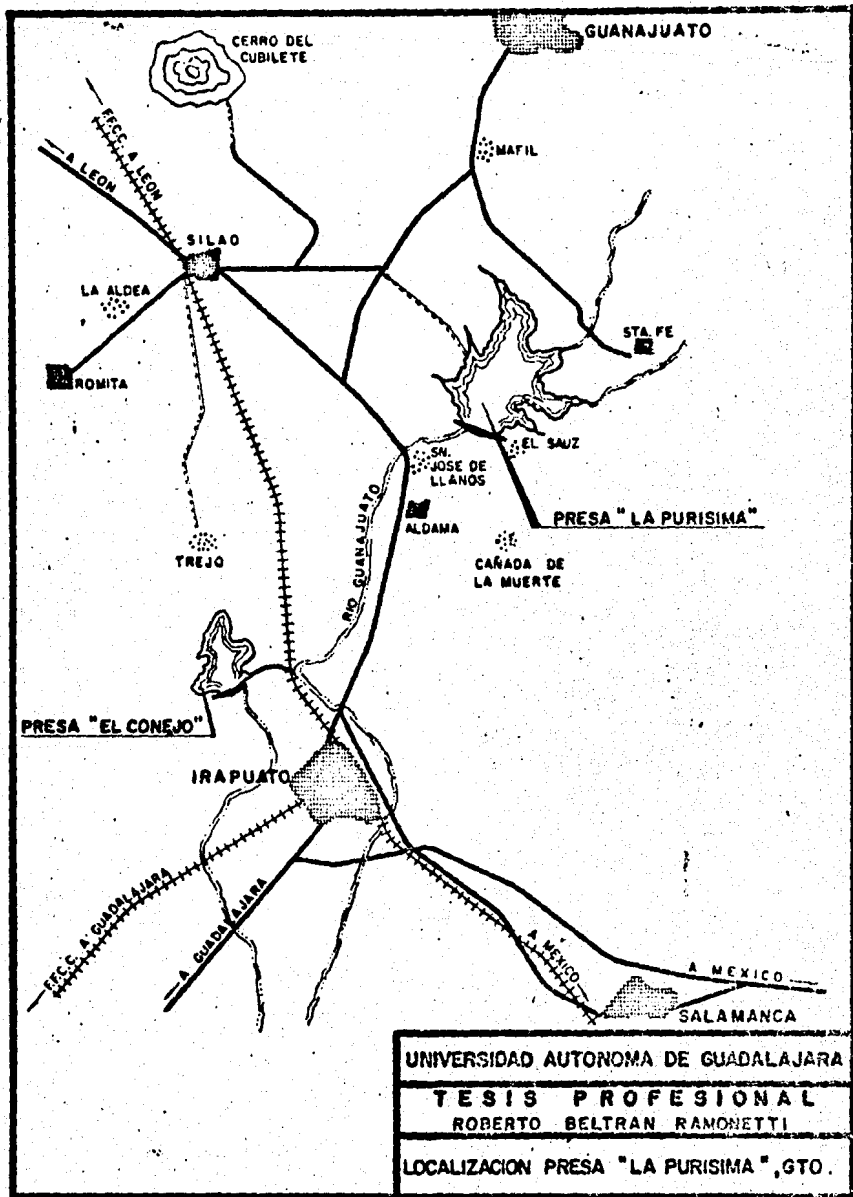 GUANAJUATO
CERRO DEL
CUBILETE
MAFIL
F.F.C.C. A LEON
A LEON
SILAO
LA ALDEA
ROMITA
STA. FE
EL SAUZ
SN.
JOSE DE
LLANOS
ALDAMA
PRESA "LA PURISIMA"
CAÑADA DE
LA MUERTE
TREJO
RIO GUANAJUATO
PRESA "EL CONEJO"
IRAPUATO
F.F.C.C. A GUADALAJARA
A GUADALAJARA
A MEXICO
A MEXICO
SALAMANCA
UNIVERSIDAD AUTONOMA DE GUADALAJARA
TESIS PROFESIONAL
ROBERTO BELTRAN RAMONETTI
LOCALIZACION PRESA "LA PURISIMA", GTO.